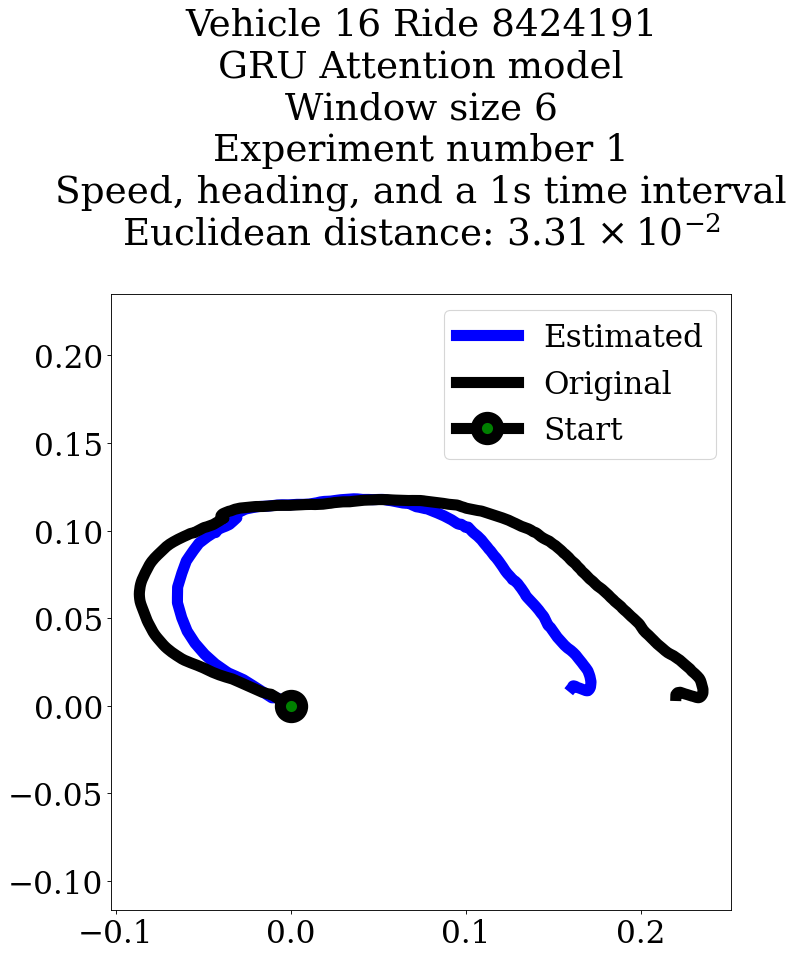 Vehicle 16 Ride 8424191
GRU Attention model
Window size 6
Experiment number 1
Speed, heading, and a 1s time interval
Euclidean distance: 3.31 × 10⁻²
Estimated
Original
Start
0.20
0.15
0.10
0.05
0.00
−0.05
−0.10
−0.1 0.0 0.1 0.2